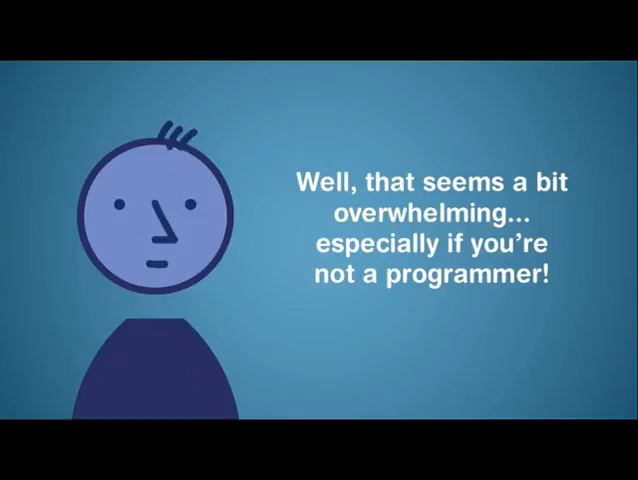 Well, that seems a bit
overwhelming...
especially if you’re
not a programmer!